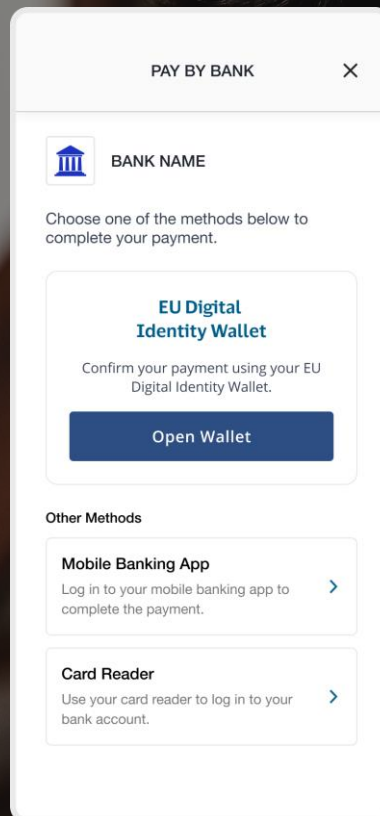 PAY BY BANK
BANK NAME
Choose one of the methods below to
complete your payment.
EU Digital
Identity Wallet
Confirm your payment using your EU
Digital Identity Wallet.
Open Wallet
Other Methods
Mobile Banking App
Log in to your mobile banking app to
complete the payment.
Card Reader
Use your card reader to log in to your
bank account.